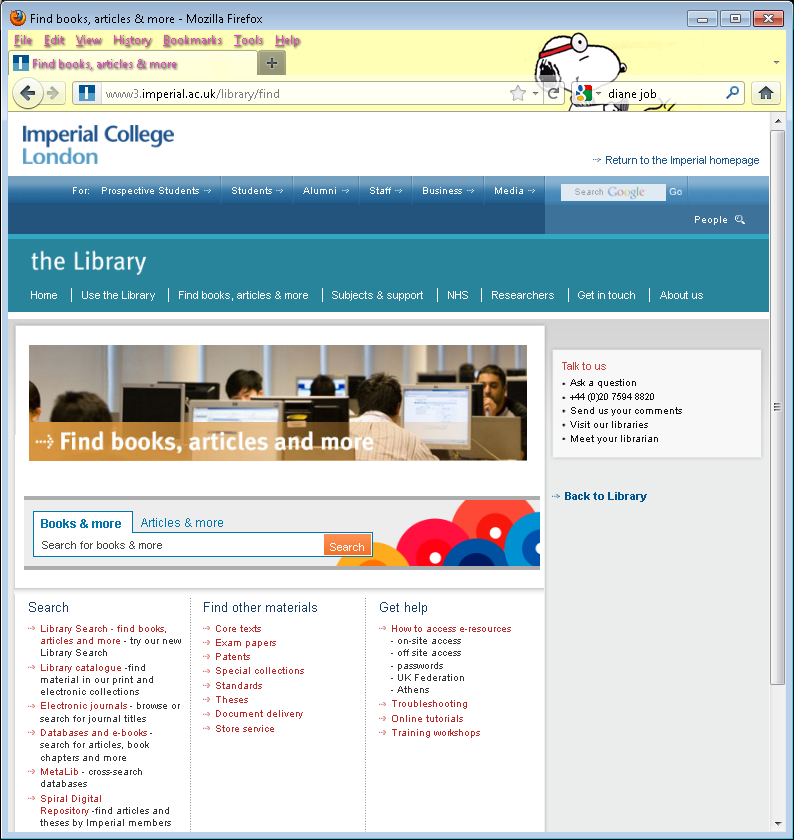 Find books, articles & more - Mozilla Firefox
File Edit View History Bookmarks Tools Help
Find books, articles & more
www3.imperial.ac.uk/library/find
diane job
Imperial College
London
Return to the Imperial homepage
For: Prospective Students Students Alumni Staff Business Media
Search Google Go
People
the Library
Home Use the Library Find books, articles & more Subjects & support NHS Researchers Get in touch About us
Find books, articles and more
Talk to us
Ask a question
+44 (0)20 7594 8820
Send us your comments
Visit our libraries
Meet your librarian
Back to Library
Books & more Articles & more
Search for books & more Search
Search
Library Search - find books,
articles and more - try our new
Library Search
Library catalogue -find
material in our print and
electronic collections
Electronic journals - browse or
search for journal titles
Databases and e-books -
search for articles, book
chapters and more
MetaLib - cross-search
databases
Spiral Digital
Repository -find articles and
theses by Imperial members
Find other materials
Core texts
Exam papers
Patents
Special collections
Standards
Theses
Document delivery
Store service
Get help
How to access e-resources
- on-site access
- off site access
- passwords
- UK Federation
- Athens
Troubleshooting
Online tutorials
Training workshops